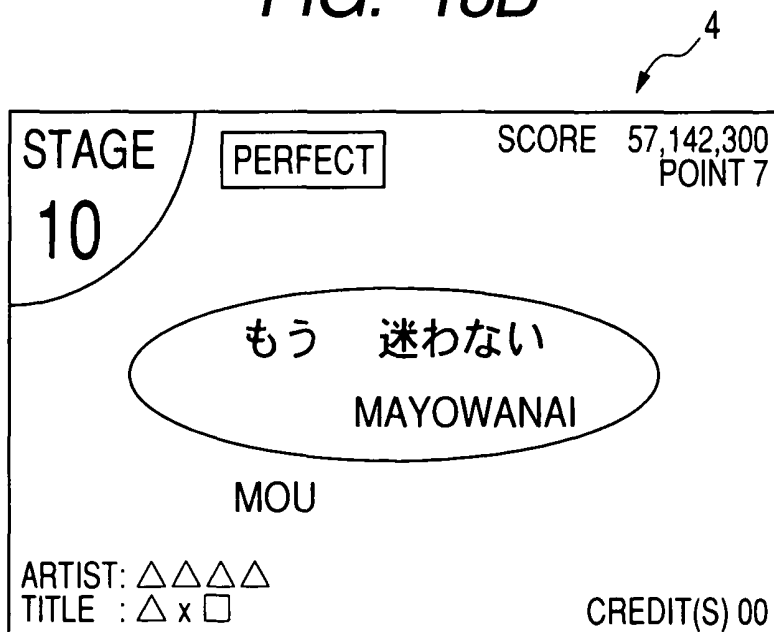 4
STAGE
10
PERFECT
SCORE 57,142,300
POINT 7
もう 迷わない
MAYOWANAI
MOU
ARTIST: △△△△
TITLE : △ x □
CREDIT(S) 00